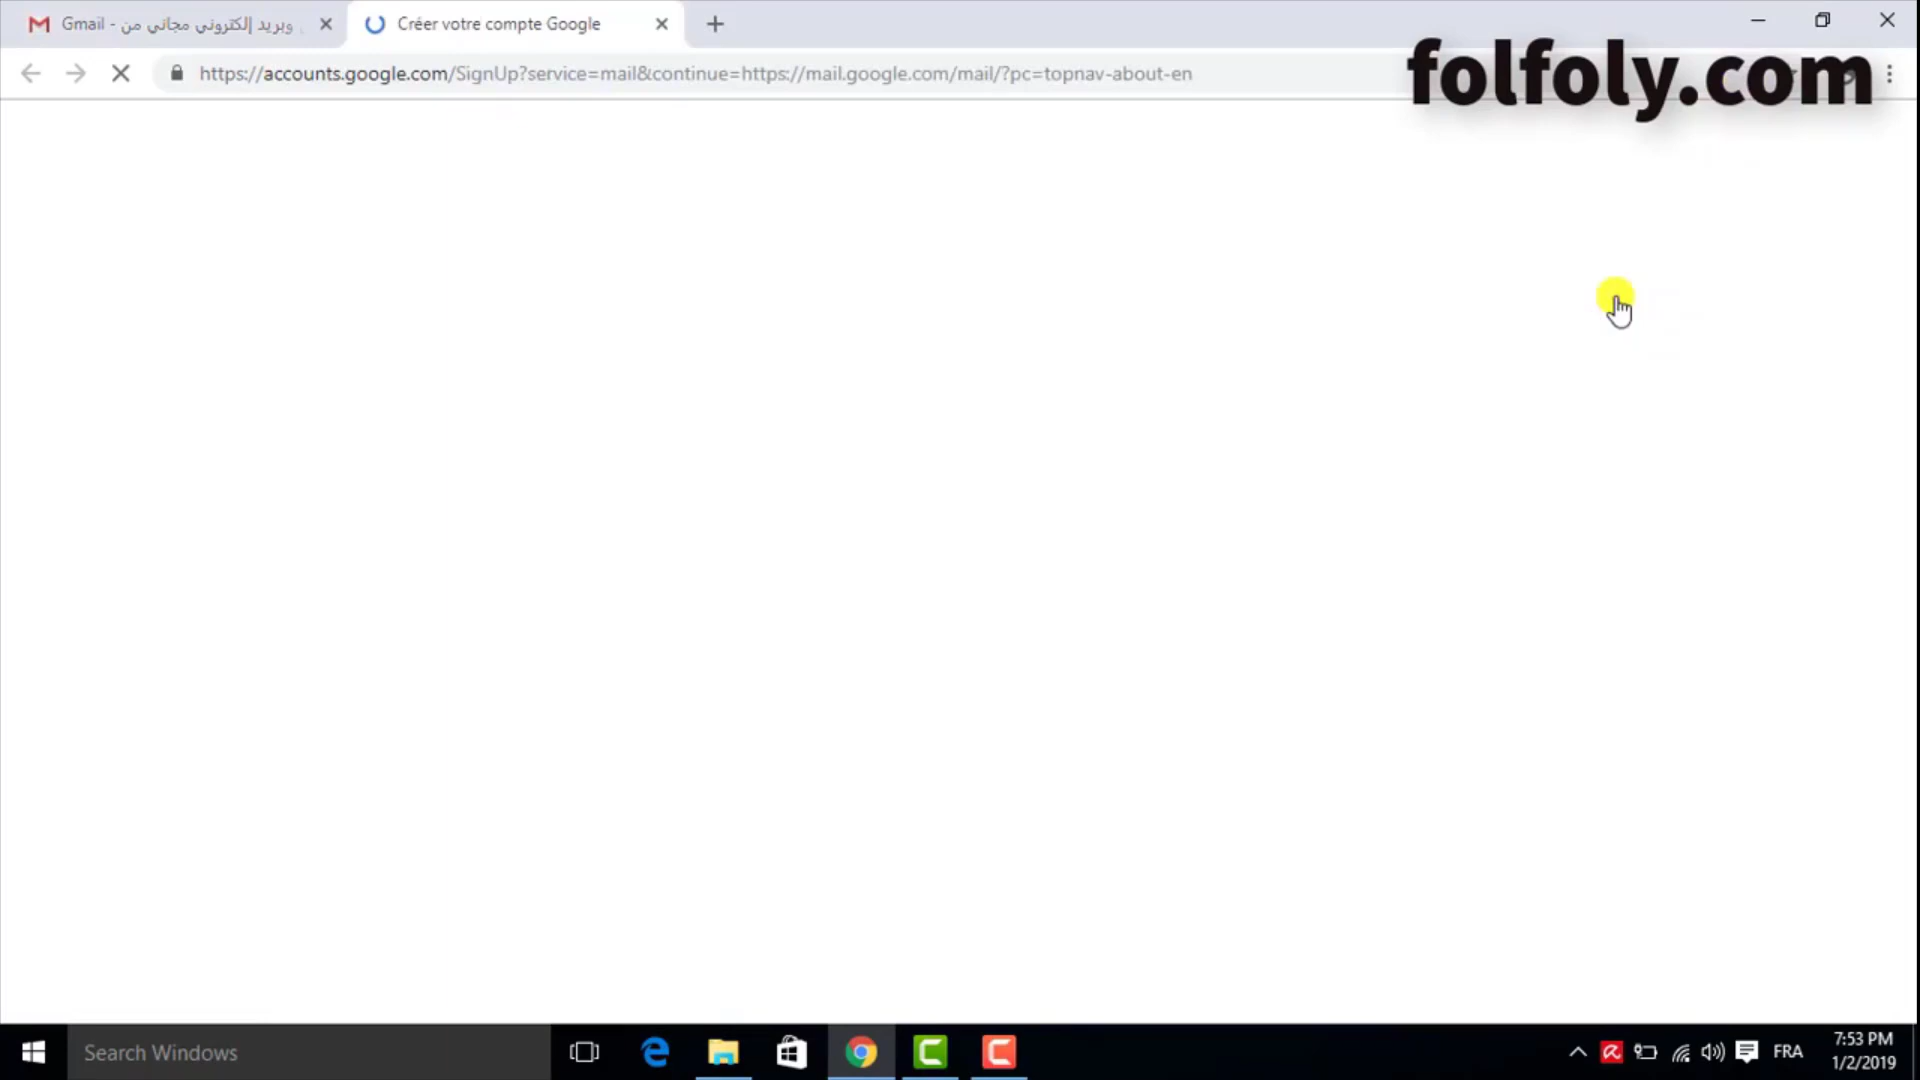 Gmail - وبريد إلكتروني مجاني من
Créer votre compte Google
https://accounts.google.com/SignUp?service=mail&continue=https://mail.google.com/mail/?pc=topnav-about-en
folfoly.com
Search Windows
FRA
7:53 PM
1/2/2019